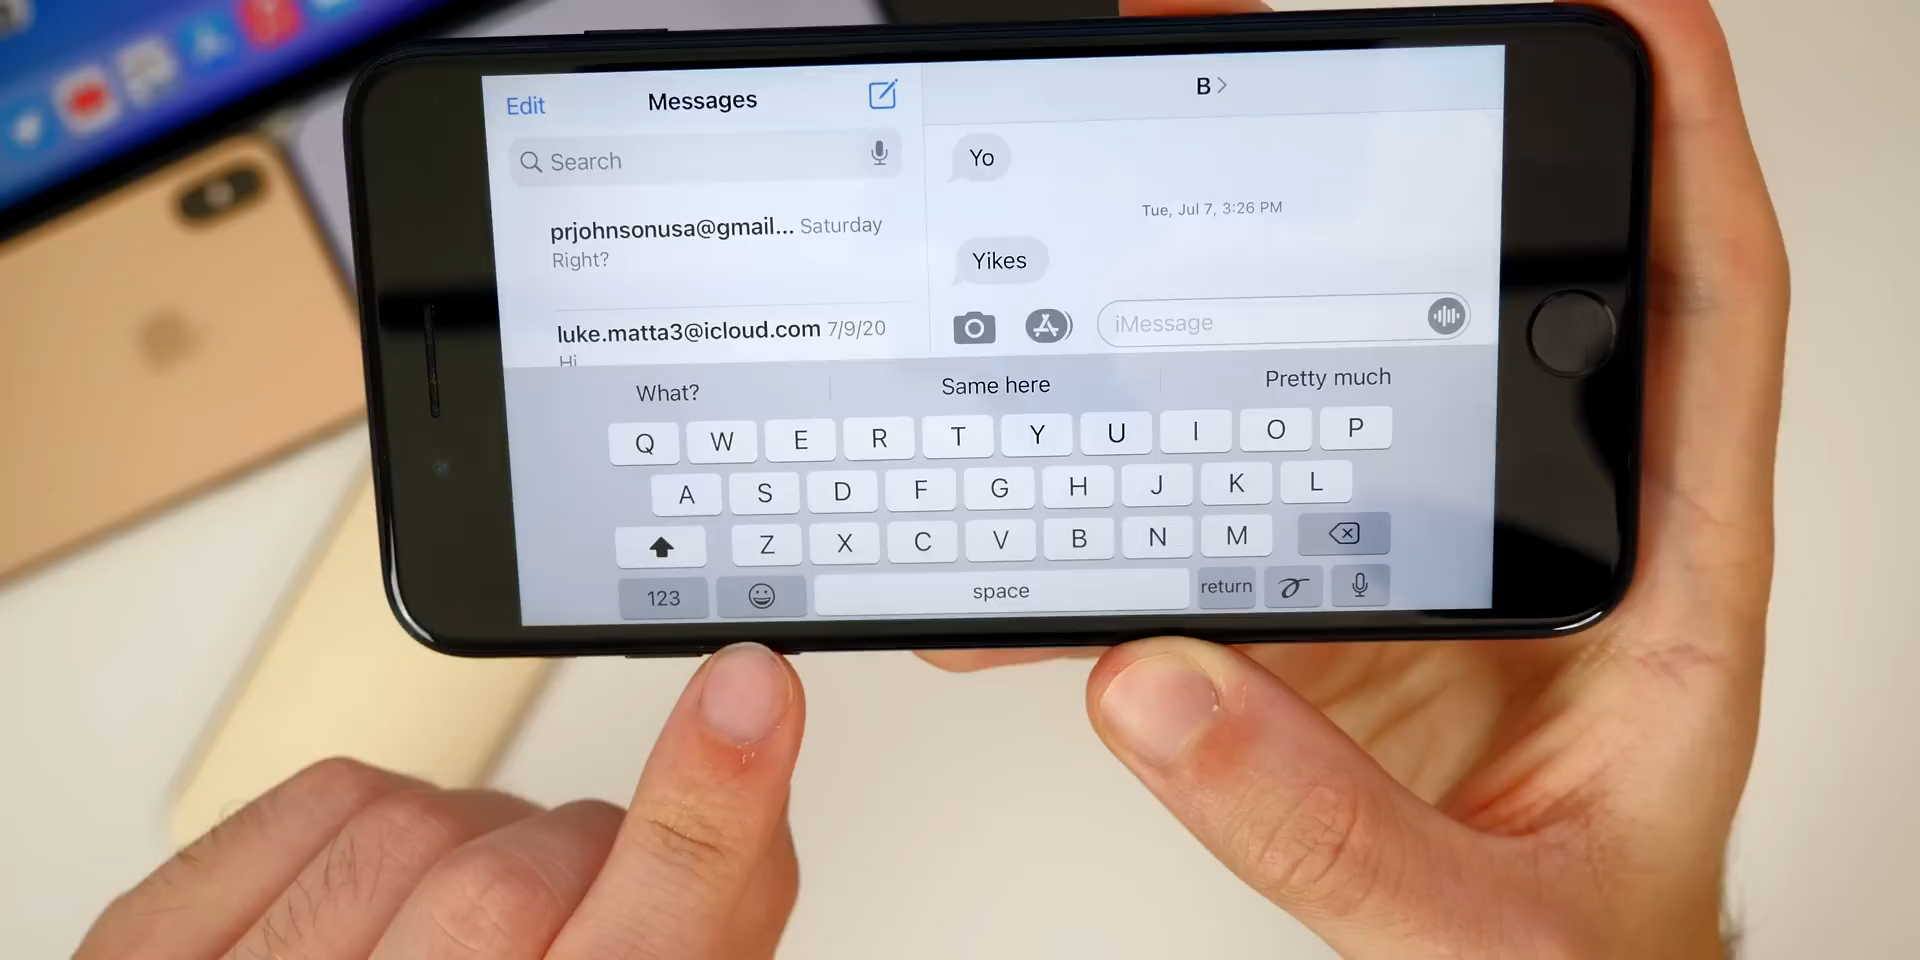 Edit Messages
Search
prjohnsonusa@gmail... Saturday
Right?
luke.matta3@icloud.com 7/9/20
Hi
B >
Yo
Tue, Jul 7, 3:26 PM
Yikes
iMessage
What? Same here Pretty much
Q W E R T Y U I O P
A S D F G H J K L
Z X C V B N M
123 space return